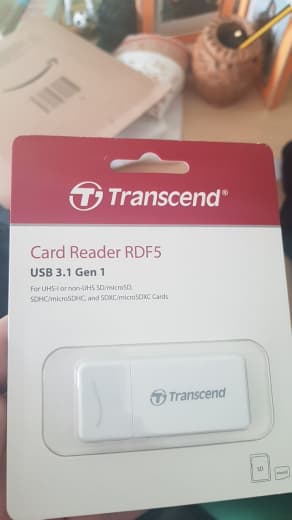 Transcend®
Card Reader RDF5
USB 3.1 Gen 1
For UHS-I or non-UHS SD/microSD,
SDHC/microSDHC, and SDXC/microSDXC Cards
Transcend
SD